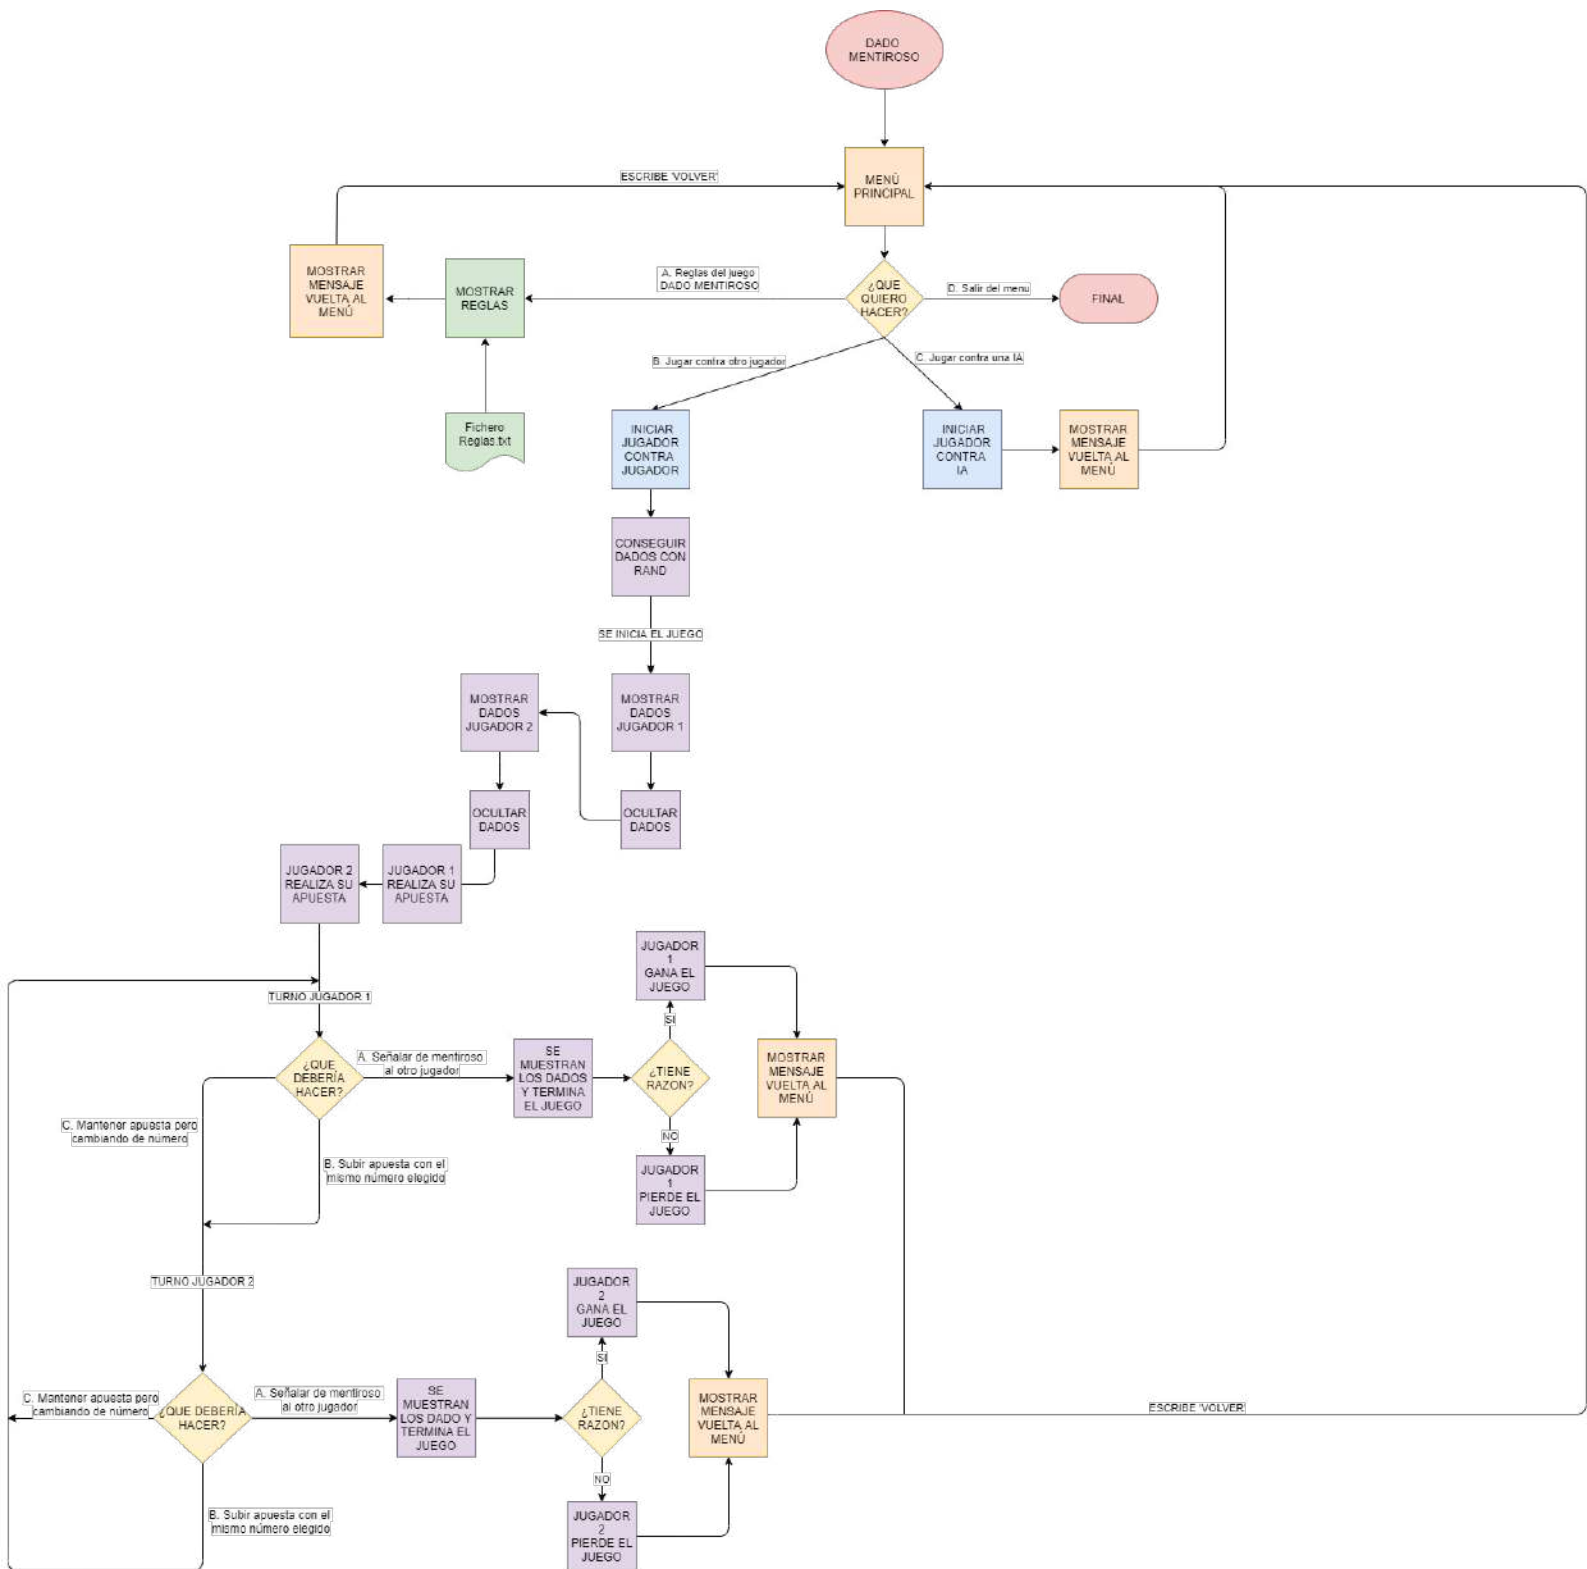 DADO
MENTIROSO
MENÚ
PRINCIPAL
ESCRIBE 'VOLVER'
MOSTRAR
MENSAJE
VUELTA AL
MENÚ
MOSTRAR
REGLAS
A. Reglas del juego
DADO MENTIROSO
¿QUE
QUIERO
HACER?
D. Salir del menu
FINAL
B. Jugar contra otro jugador
C. Jugar contra una IA
Fichero
Reglas.txt
INICIAR
JUGADOR
CONTRA
JUGADOR
INICIAR
JUGADOR
CONTRA
IA
MOSTRAR
MENSAJE
VUELTA AL
MENÚ
CONSEGUIR
DADOS CON
RAND
SE INICIA EL JUEGO
MOSTRAR
DADOS
JUGADOR 2
MOSTRAR
DADOS
JUGADOR 1
OCULTAR
DADOS
OCULTAR
DADOS
JUGADOR 2
REALIZA SU
APUESTA
JUGADOR 1
REALIZA SU
APUESTA
JUGADOR
1
GANA EL
JUEGO
TURNO JUGADOR 1
SI
¿QUE
DEBERÍA
HACER?
A. Señalar de mentiroso
al otro jugador
SE
MUESTRAN
LOS DADOS
Y TERMINA
EL JUEGO
¿TIENE
RAZON?
MOSTRAR
MENSAJE
VUELTA AL
MENÚ
C. Mantener apuesta pero
cambiando de número
NO
B. Subir apuesta con el
mismo número elegido
JUGADOR
1
PIERDE EL
JUEGO
TURNO JUGADOR 2
JUGADOR
2
GANA EL
JUEGO
SI
C. Mantener apuesta pero
cambiando de número
¿QUE DEBERÍA
HACER?
A. Señalar de mentiroso
al otro jugador
SE
MUESTRAN
LOS DADO Y
TERMINA EL
JUEGO
¿TIENE
RAZON?
MOSTRAR
MENSAJE
VUELTA AL
MENÚ
ESCRIBE 'VOLVER'
NO
B. Subir apuesta con el
mismo número elegido
JUGADOR
2
PIERDE EL
JUEGO